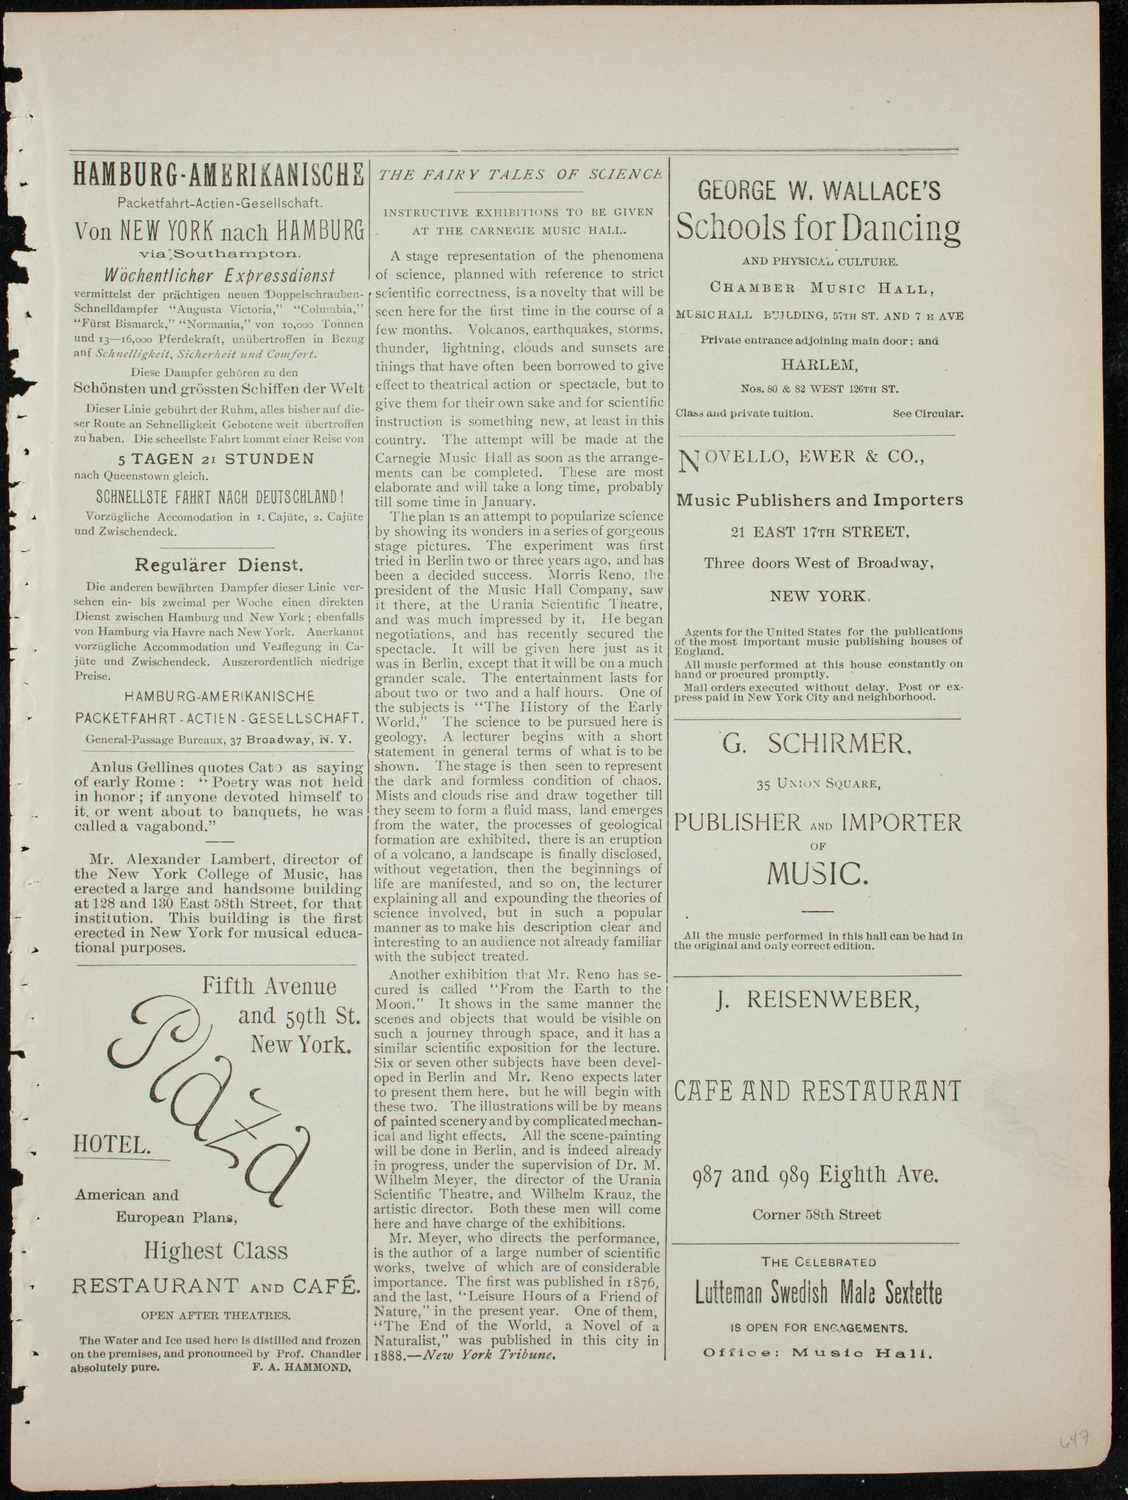 HAMBURG-AMERIKANISCHE
Packetfahrt-Actien-Gesellschaft.
Von NEW YORK nach HAMBURG
via Southampton.
Wöchentlicher Expressdienst
vermittelst der prächtigen neuen Doppelschrauben-
Schnelldampfer "Augusta Victoria," "Columbia,"
"Fürst Bismarck," "Normania," von 10,000 Tonnen
und 13—16,000 Pferdekraft, unübertroffen in Bezug
auf Schnelligkeit, Sicherheit und Comfort.
Diese Dampfer gehören zu den
Schönsten und grössten Schiffen der Welt
Dieser Linie gebührt der Ruhm, alles bisher auf die-
ser Route an Schnelligkeit Gebotene weit übertroffen
zu haben. Die scheellste Fahrt kommt einer Reise von
5 TAGEN 21 STUNDEN
nach Queenstown gleich.
SCHNELLSTE FAHRT NACH DEUTSCHLAND!
Vorzügliche Accomodation in 1. Cajüte, 2. Cajüte
und Zwischendeck.
Regulärer Dienst.
Die anderen bewährten Dampfer dieser Linie ver-
sehen ein- bis zweimal per Woche einen direkten
Dienst zwischen Hamburg und New York; ebenfalls
von Hamburg via Havre nach New York. Anerkannt
vorzügliche Accommodation und Verflegung in Ca-
jüte und Zwischendeck. Auszerordentlich niedrige
Preise.
HAMBURG-AMERIKANISCHE
PACKETFAHRT-ACTIEN-GESELLSCHAFT,
General-Passage Bureaux, 37 Broadway, N. Y.
Anlus Gellines quotes Cato as saying
of early Rome: "Poetry was not held
in honor; if anyone devoted himself to
it, or went about to banquets, he was
called a vagabond."
Mr. Alexander Lambert, director of
the New York College of Music, has
erected a large and handsome building
at 128 and 130 East 58th Street, for that
institution. This building is the first
erected in New York for musical educa-
tional purposes.
Fifth Avenue
and 59th St.
New York.
Plaza
HOTEL.
American and
European Plans,
Highest Class
RESTAURANT AND CAFÉ.
OPEN AFTER THEATRES.
The Water and Ice used here is distilled and frozen
on the premises, and pronounced by Prof. Chandler
absolutely pure. F. A. HAMMOND.
THE FAIRY TALES OF SCIENCE
INSTRUCTIVE EXHIBITIONS TO BE GIVEN
AT THE CARNEGIE MUSIC HALL.
A stage representation of the phenomena
of science, planned with reference to strict
scientific correctness, is a novelty that will be
seen here for the first time in the course of a
few months. Volcanos, earthquakes, storms,
thunder, lightning, clouds and sunsets are
things that have often been borrowed to give
effect to theatrical action or spectacle, but to
give them for their own sake and for scientific
instruction is something new, at least in this
country. The attempt will be made at the
Carnegie Music Hall as soon as the arrange-
ments can be completed. These are most
elaborate and will take a long time, probably
till some time in January.
The plan is an attempt to popularize science
by showing its wonders in a series of gorgeous
stage pictures. The experiment was first
tried in Berlin two or three years ago, and has
been a decided success. Morris Reno, the
president of the Music Hall Company, saw
it there, at the Urania Scientific Theatre,
and was much impressed by it. He began
negotiations, and has recently secured the
spectacle. It will be given here just as it
was in Berlin, except that it will be on a much
grander scale. The entertainment lasts for
about two or two and a half hours. One of
the subjects is "The History of the Early
World," The science to be pursued here is
geology. A lecturer begins with a short
statement in general terms of what is to be
shown. The stage is then seen to represent
the dark and formless condition of chaos.
Mists and clouds rise and draw together till
they seem to form a fluid mass, land emerges
from the water, the processes of geological
formation are exhibited, there is an eruption
of a volcano, a landscape is finally disclosed,
without vegetation, then the beginnings of
life are manifested, and so on, the lecturer
explaining all and expounding the theories of
science involved, but in such a popular
manner as to make his description clear and
interesting to an audience not already familiar
with the subject treated.
Another exhibition that Mr. Reno has se-
cured is called "From the Earth to the
Moon." It shows in the same manner the
scenes and objects that would be visible on
such a journey through space, and it has a
similar scientific exposition for the lecture.
Six or seven other subjects have been devel-
oped in Berlin and Mr. Reno expects later
to present them here, but he will begin with
these two. The illustrations will be by means
of painted scenery and by complicated mechan-
ical and light effects. All the scene-painting
will be done in Berlin, and is indeed already
in progress, under the supervision of Dr. M.
Wilhelm Meyer, the director of the Urania
Scientific Theatre, and Wilhelm Krauz, the
artistic director. Both these men will come
here and have charge of the exhibitions.
Mr. Meyer, who directs the performance,
is the author of a large number of scientific
works, twelve of which are of considerable
importance. The first was published in 1876,
and the last, "Leisure Hours of a Friend of
Nature," in the present year. One of them,
"The End of the World, a Novel of a
Naturalist," was published in this city in
1888.—New York Tribune.
GEORGE W. WALLACE'S
Schools for Dancing
AND PHYSICAL CULTURE.
CHAMBER MUSIC HALL,
MUSIC HALL BUILDING, 57TH ST. AND 7 H AVE
Private entrance adjoining main door; and
HARLEM,
Nos. 80 & 82 WEST 126TH ST.
Class and private tuition. See Circular.
NOVELLO, EWER & CO.,
Music Publishers and Importers
21 EAST 17TH STREET,
Three doors West of Broadway,
NEW YORK,
Agents for the United States for the publications
of the most important music publishing houses of
England.
All music performed at this house constantly on
hand or procured promptly.
Mail orders executed without delay. Post or ex-
press paid in New York City and neighborhood.
G. SCHIRMER,
35 UNION SQUARE,
PUBLISHER AND IMPORTER
OF
MUSIC.
All the music performed in this hall can be had in
the original and only correct edition.
J. REISENWEBER,
CAFE AND RESTAURANT
987 and 989 Eighth Ave.
Corner 58th Street
THE CELEBRATED
Lutteman Swedish Male Sextette
IS OPEN FOR ENGAGEMENTS.
Office: Music Hall.
649